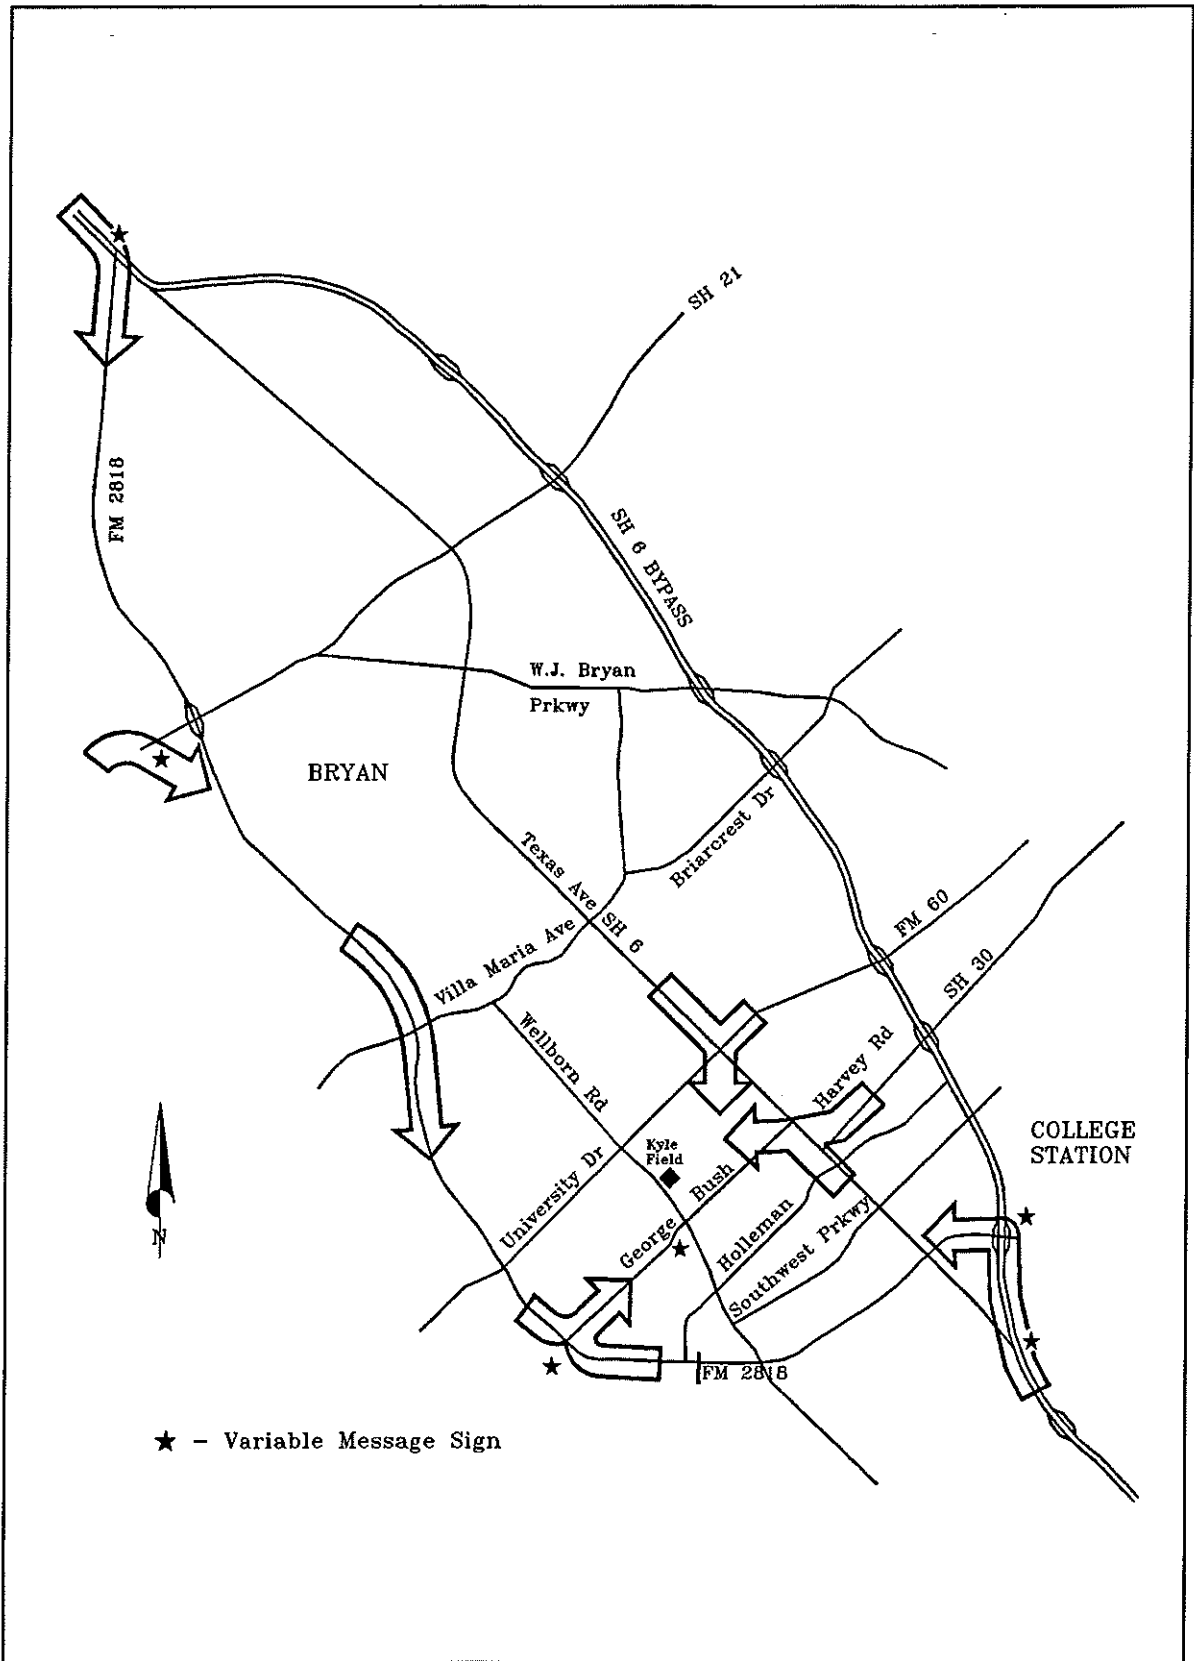 SH 21
FM 2818
SH 6 BYPASS
W.J. Bryan
Prkwy
BRYAN
Briarcrest Dr
Texas Ave SH 6
Villa Maria Ave
FM 60
SH 30
Wellborn Rd
Harvey Rd
COLLEGE
STATION
Kyle
Field
University Dr
George Bush
Holleman
Southwest Prkwy
N
FM 2818
★ - Variable Message Sign